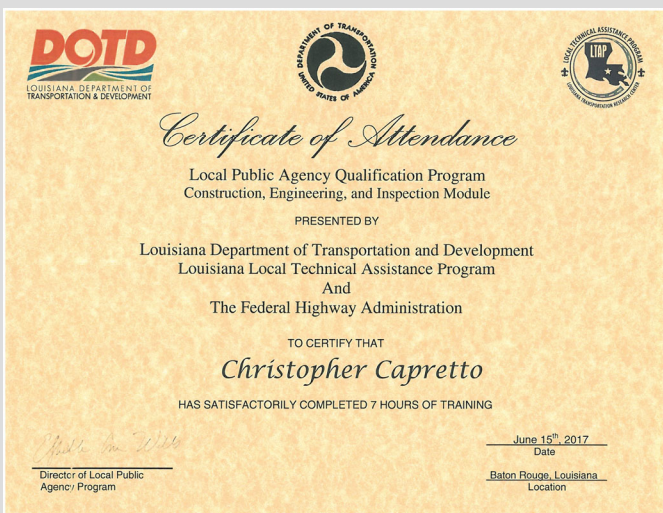 DOTD
LOUISIANA DEPARTMENT OF
TRANSPORTATION & DEVELOPMENT
DEPARTMENT OF TRANSPORTATION
UNITED STATES OF AMERICA
LOCAL TECHNICAL ASSISTANCE PROGRAM
LTAP
LOUISIANA TRANSPORTATION RESEARCH CENTER
Certificate of Attendance
Local Public Agency Qualification Program
Construction, Engineering, and Inspection Module
PRESENTED BY
Louisiana Department of Transportation and Development
Louisiana Local Technical Assistance Program
And
The Federal Highway Administration
TO CERTIFY THAT
Christopher Capretto
HAS SATISFACTORILY COMPLETED 7 HOURS OF TRAINING
June 15th, 2017
Date
Director of Local Public
Agency Program
Baton Rouge, Louisiana
Location